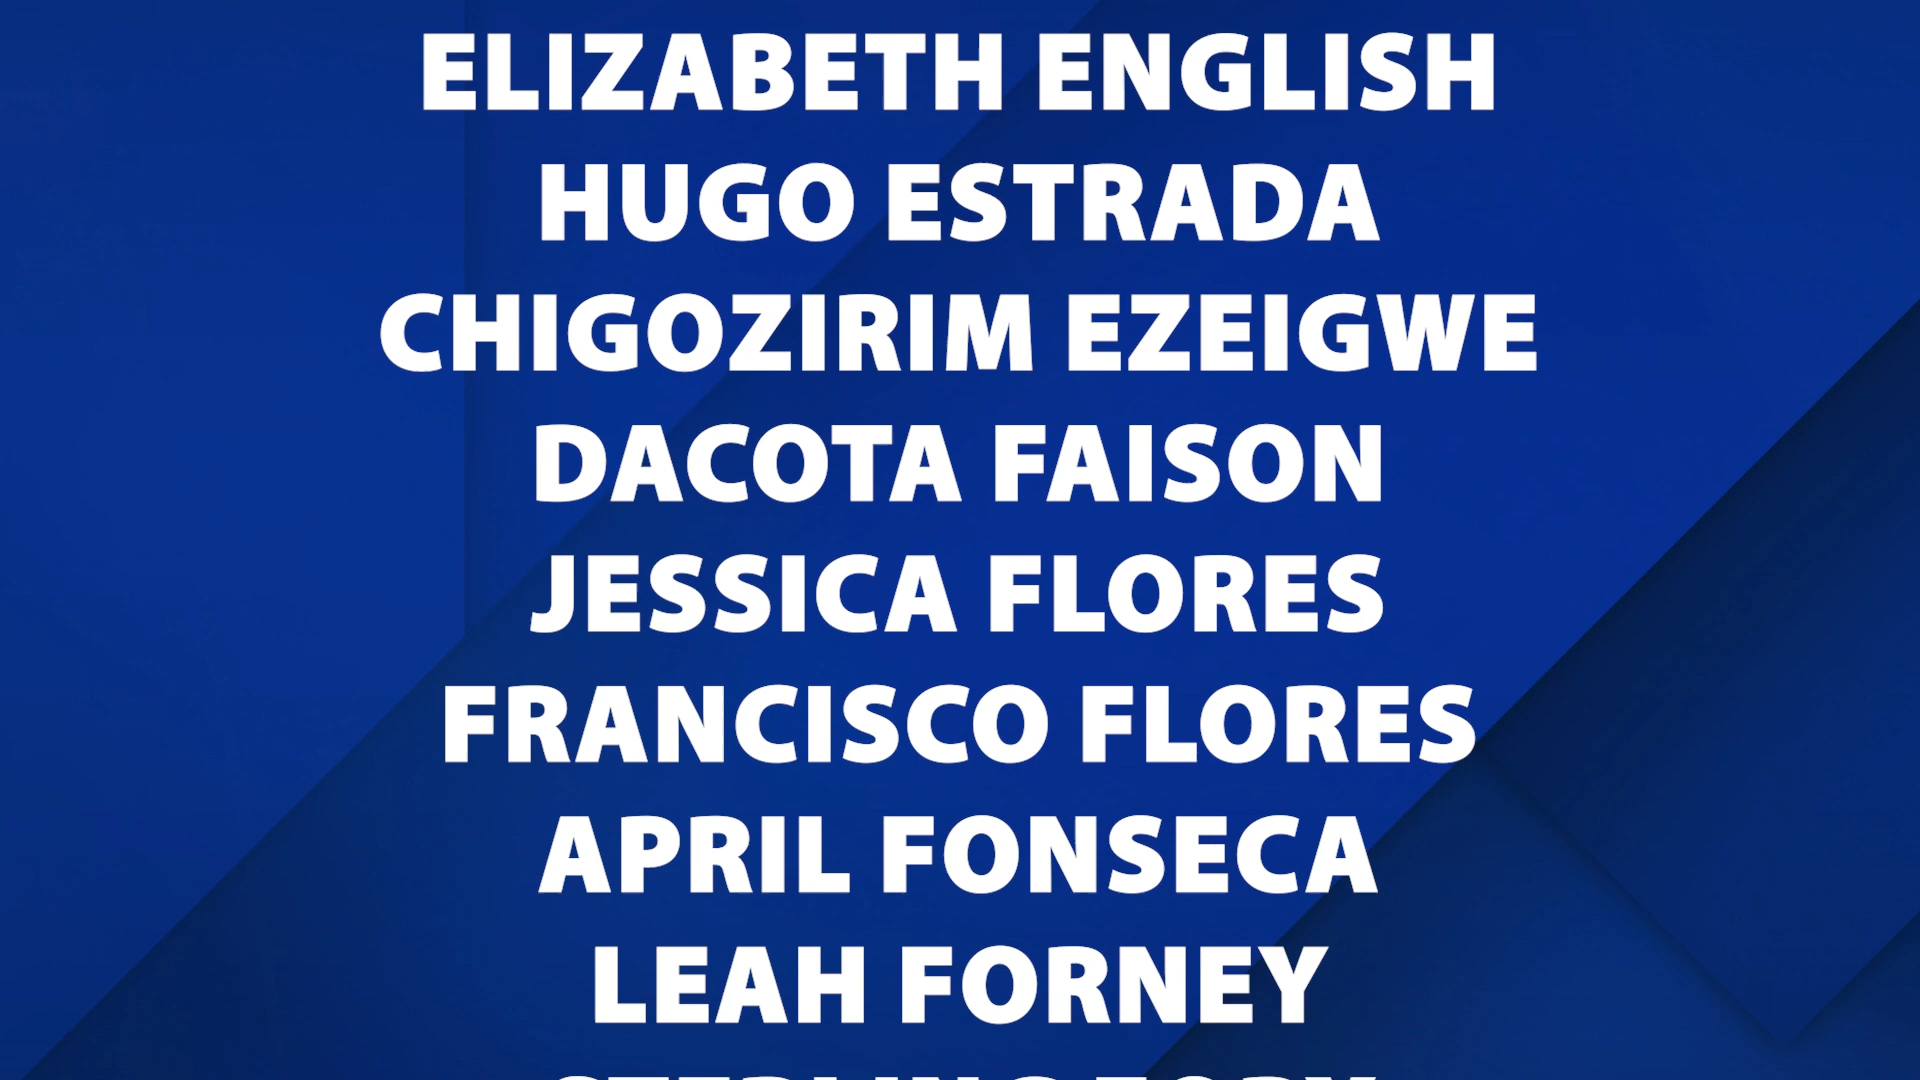 ELIZABETH ENGLISH
HUGO ESTRADA
CHIGOZIRIM EZEIGWE
DACOTA FAISON
JESSICA FLORES
FRANCISCO FLORES
APRIL FONSECA
LEAH FORNEY